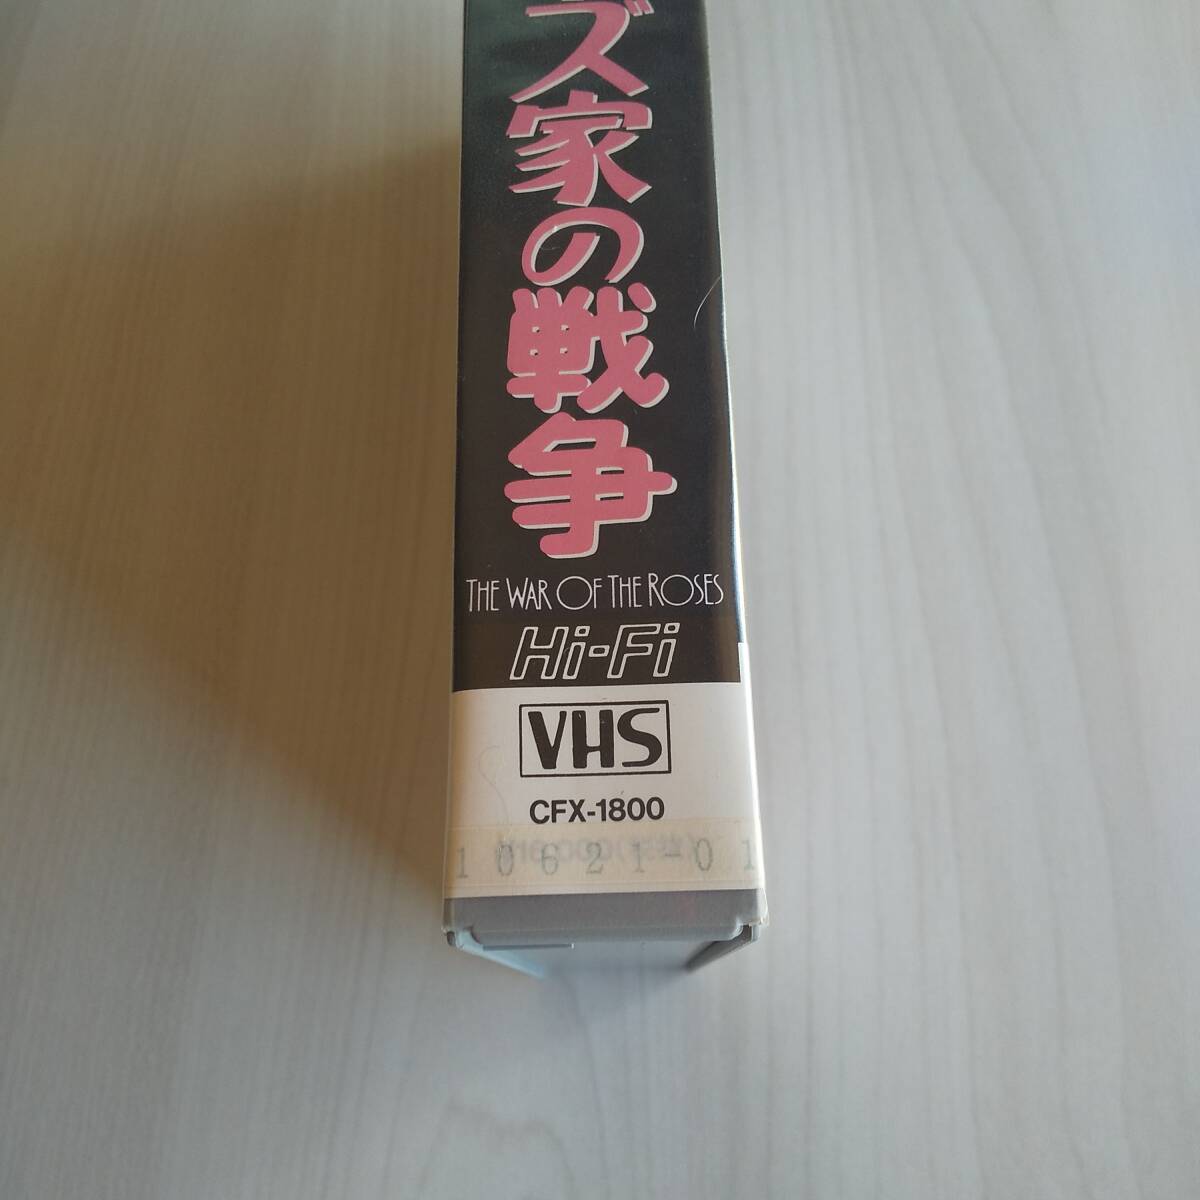 ズ家の戦争
THE WAR OF THE ROSES
Hi-Fi
VHS
CFX-1800
10621-01